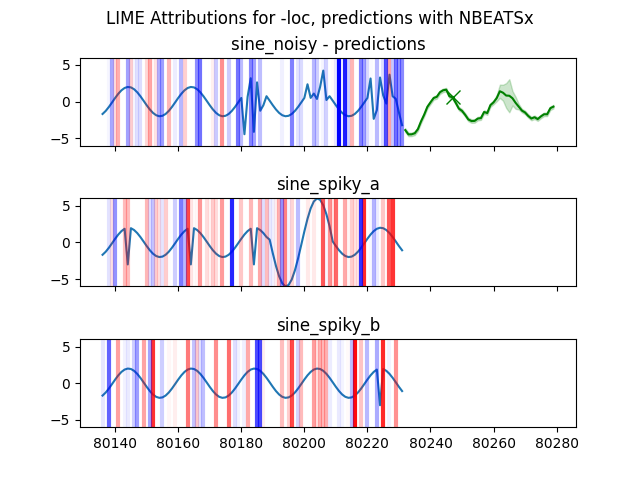 LIME Attributions for -loc, predictions with NBEATSx
sine_noisy - predictions
5
0
−5
sine_spiky_a
5
0
−5
sine_spiky_b
5
0
−5
80140 80160 80180 80200 80220 80240 80260 80280